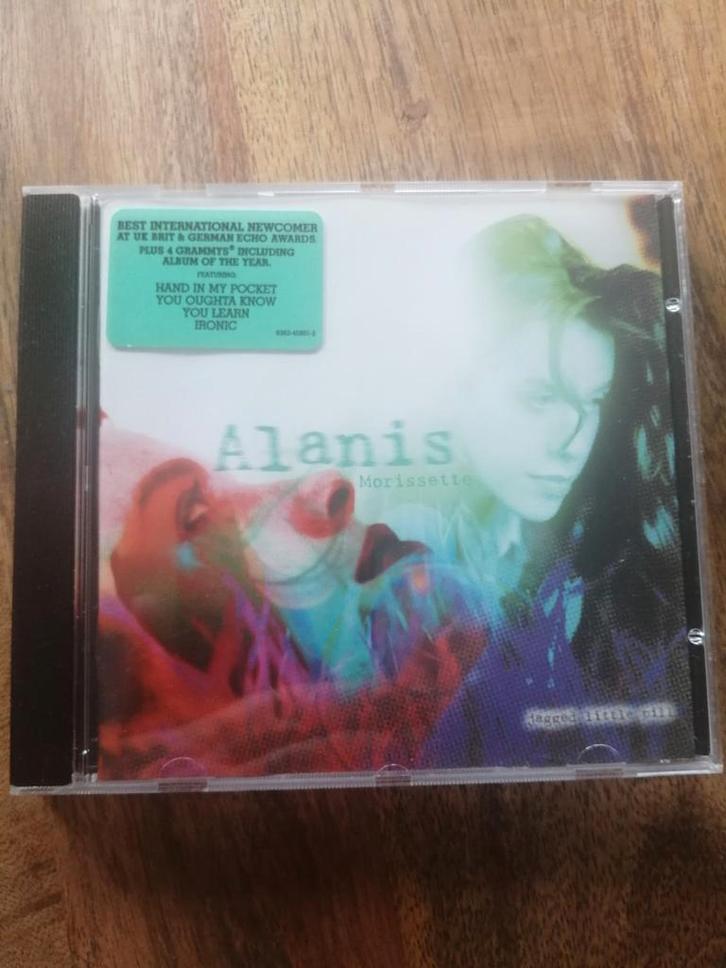 BEST INTERNATIONAL NEWCOMER
AT UK BRIT & GERMAN ECHO AWARDS
PLUS 4 GRAMMYS® INCLUDING
ALBUM OF THE YEAR.
FEATURING:
HAND IN MY POCKET
YOU OUGHTA KNOW
YOU LEARN
IRONIC
Alanis
Morissette
jagged little pill